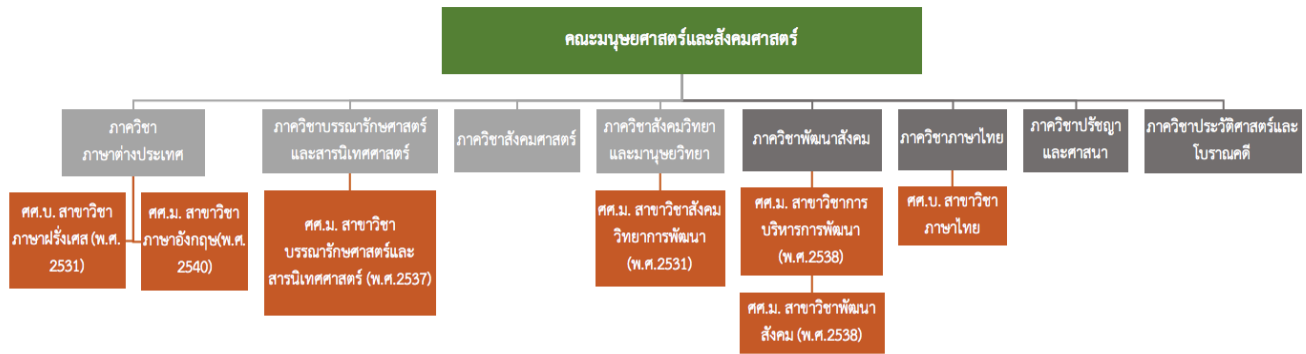 คณะมนุษยศาสตร์และสังคมศาสตร์
ภาควิชา
ภาษาต่างประเทศ
ภาควิชาบรรณารักษศาสตร์
และสารนิเทศศาสตร์
ภาควิชาสังคมศาสตร์
ภาควิชาสังคมวิทยา
และมานุษยวิทยา
ภาควิชาพัฒนาสังคม
ภาควิชาภาษาไทย
ภาควิชาปรัชญา
และศาสนา
ภาควิชาประวัติศาสตร์และ
โบราณคดี
ศศ.บ. สาขาวิชา
ภาษาฝรั่งเศส (พ.ศ.
2531)
ศศ.ม. สาขาวิชา
ภาษาอังกฤษ(พ.ศ.
2540)
ศศ.ม. สาขาวิชา
บรรณารักษศาสตร์และ
สารนิเทศศาสตร์ (พ.ศ.2537)
ศศ.ม. สาขาวิชาสังคม
วิทยาการพัฒนา
(พ.ศ.2531)
ศศ.ม. สาขาวิชาการ
บริหารการพัฒนา
(พ.ศ.2538)
ศศ.ม. สาขาวิชาพัฒนา
สังคม (พ.ศ.2538)
ศศ.บ. สาขาวิชา
ภาษาไทย